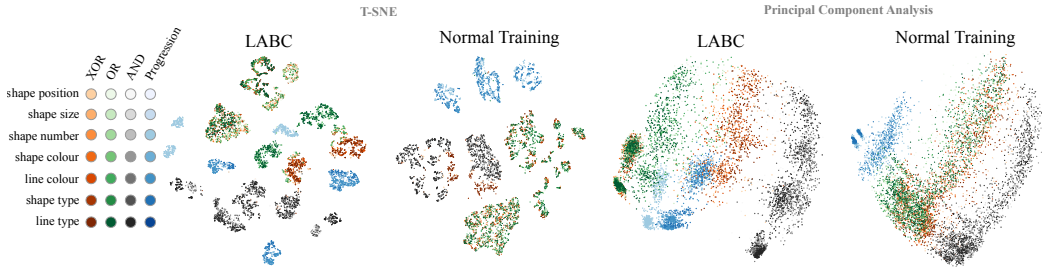 T-SNE
Principal Component Analysis
LABC
Normal Training
LABC
Normal Training
XOR
OR
AND
Progression
shape position
shape size
shape number
shape colour
line colour
shape type
line type